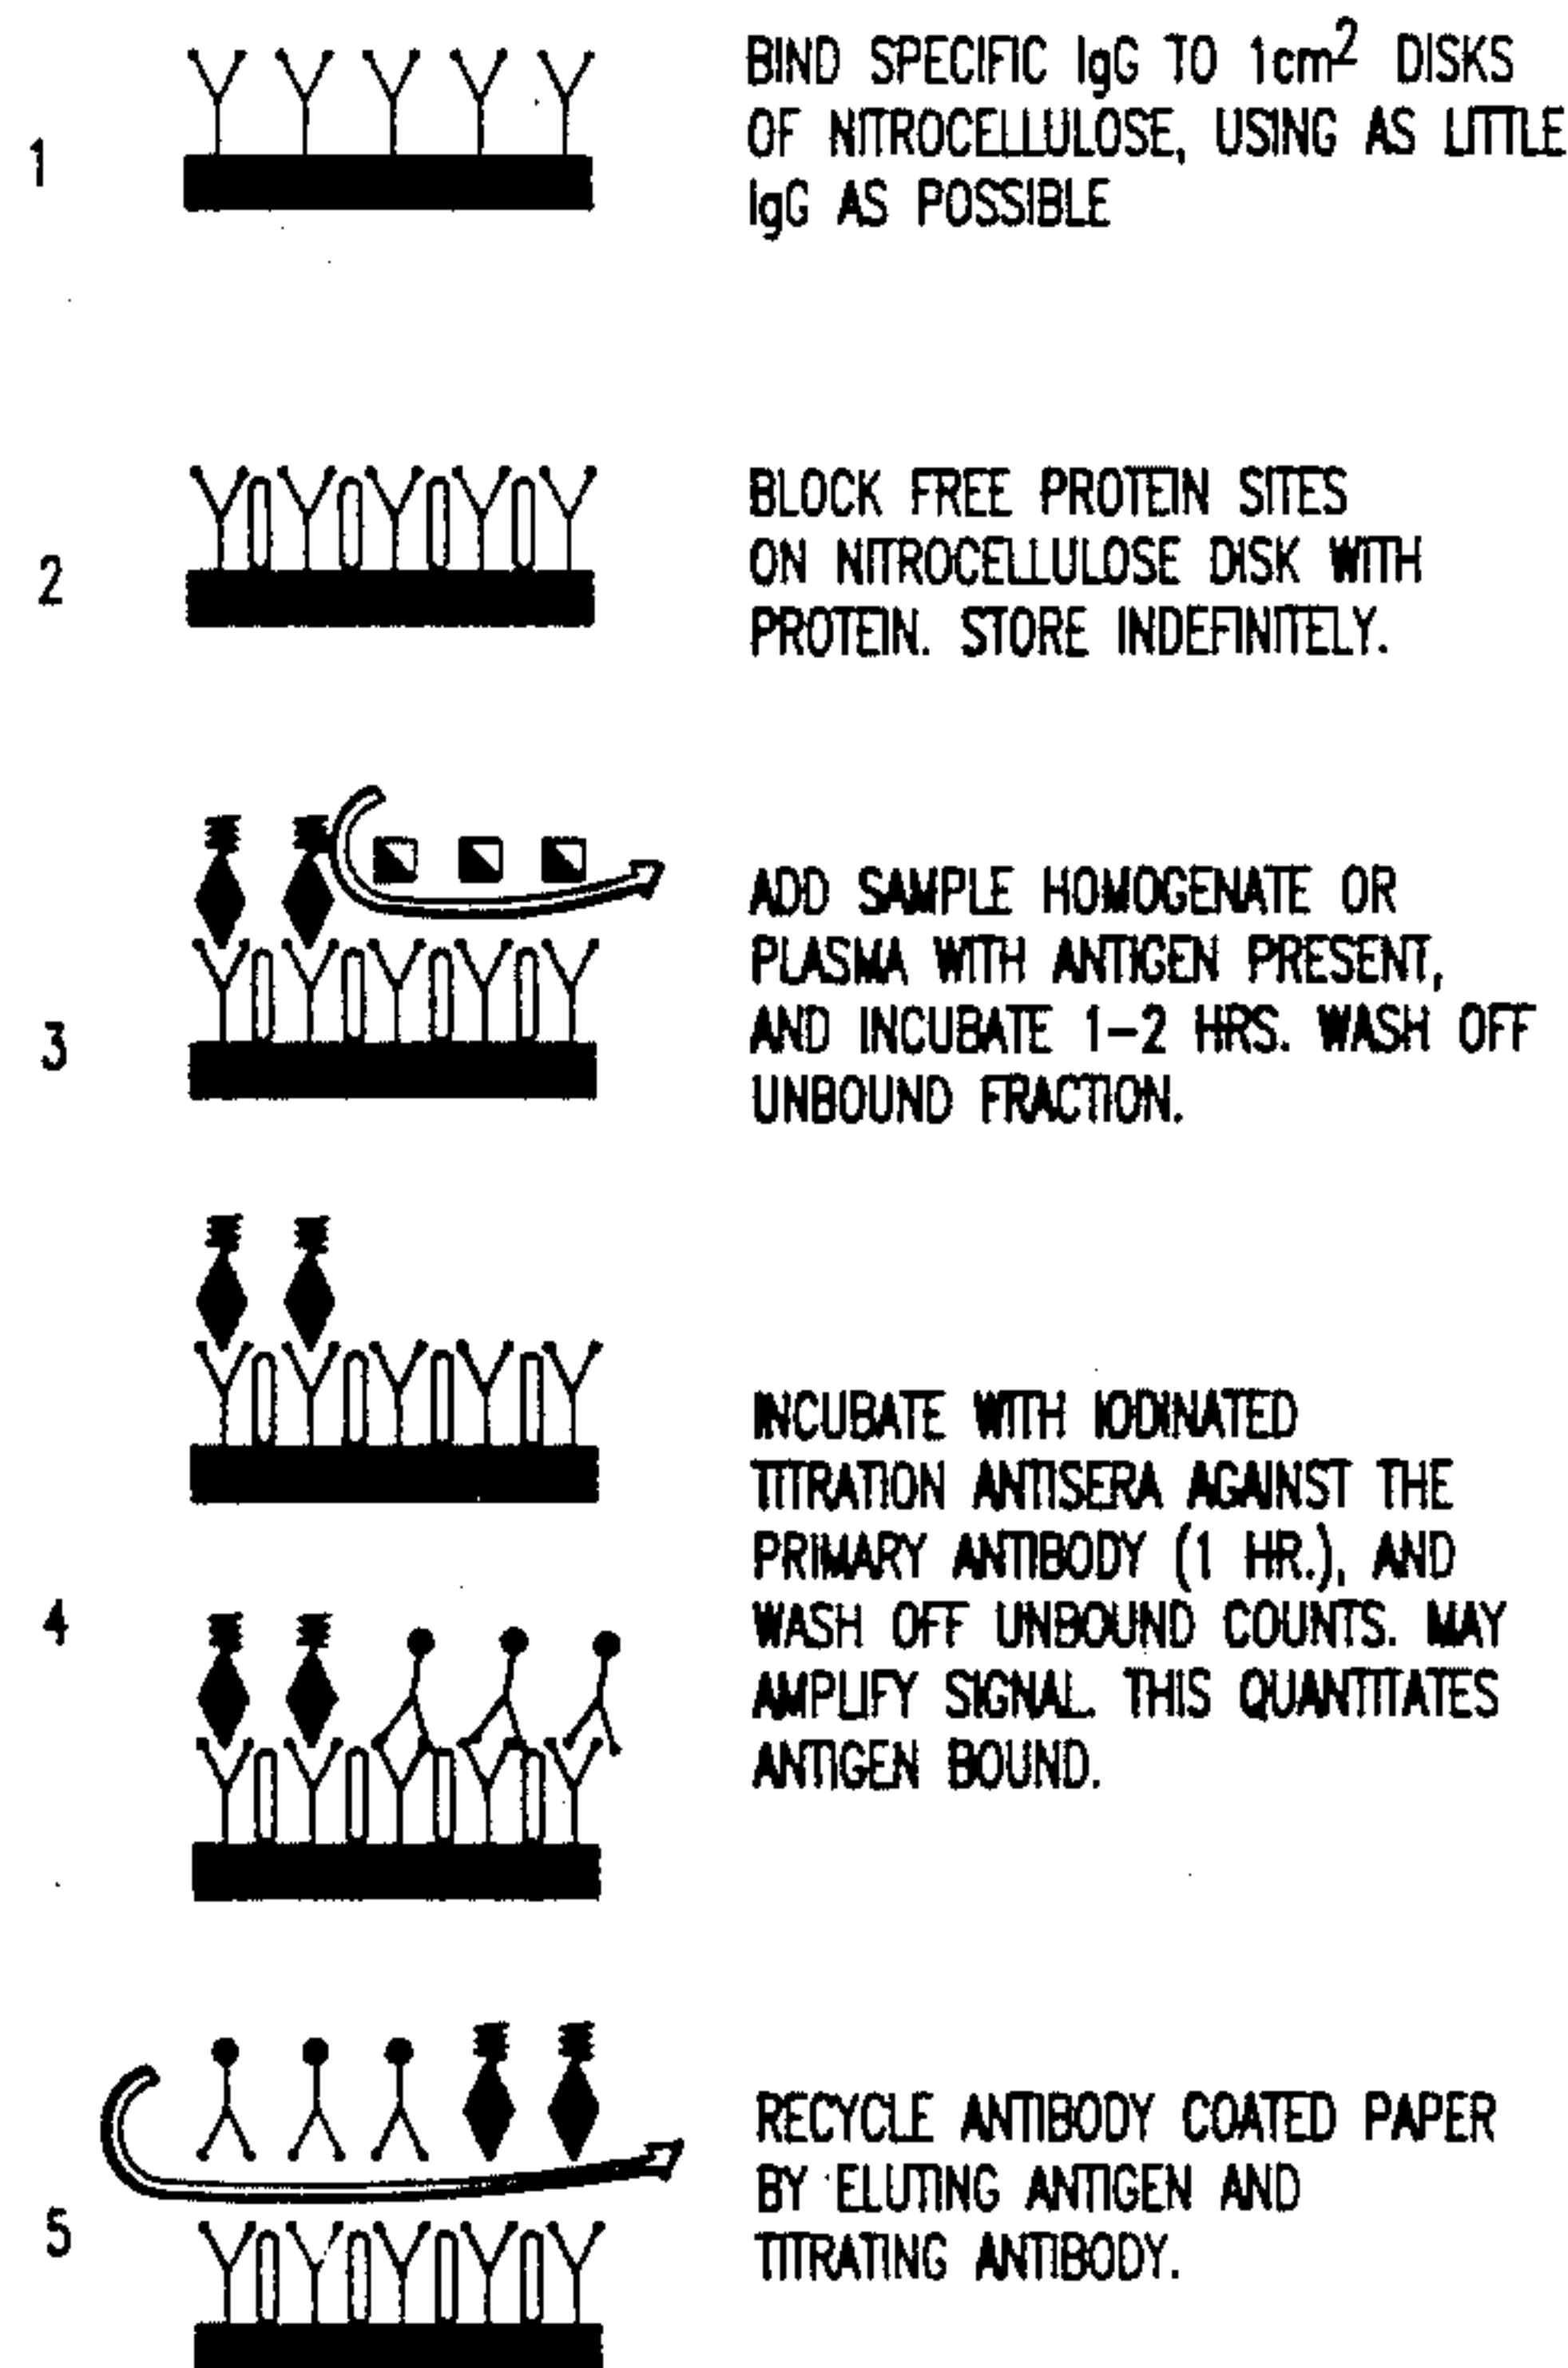 1
BIND SPECIFIC IgG TO 1cm² DISKS
OF NITROCELLULOSE, USING AS LITTLE
IgG AS POSSIBLE
2
BLOCK FREE PROTEIN SITES
ON NITROCELLULOSE DISK WITH
PROTEIN. STORE INDEFINITELY.
3
ADD SAMPLE HOMOGENATE OR
PLASMA WITH ANTIGEN PRESENT,
AND INCUBATE 1-2 HRS. WASH OFF
UNBOUND FRACTION.
4
INCUBATE WITH IODINATED
TITRATION ANTISERA AGAINST THE
PRIMARY ANTIBODY (1 HR.), AND
WASH OFF UNBOUND COUNTS. MAY
AMPLIFY SIGNAL. THIS QUANTITATES
ANTIGEN BOUND.
5
RECYCLE ANTIBODY COATED PAPER
BY ELUTING ANTIGEN AND
TITRATING ANTIBODY.